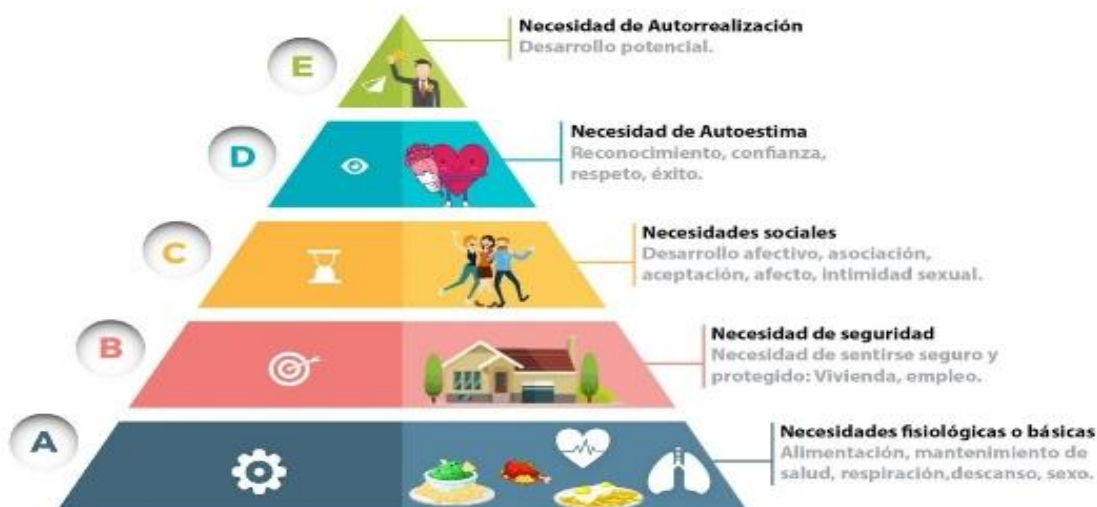 E
Necesidad de Autorrealización
Desarrollo potencial.
D
Necesidad de Autoestima
Reconocimiento, confianza,
respeto, éxito.
C
Necesidades sociales
Desarrollo afectivo, asociación,
aceptación, afecto, intimidad sexual.
B
Necesidad de seguridad
Necesidad de sentirse seguro y
protegido: Vivienda, empleo.
A
Necesidades fisiológicas o básicas
Alimentación, mantenimiento de
salud, respiración,descanso, sexo.